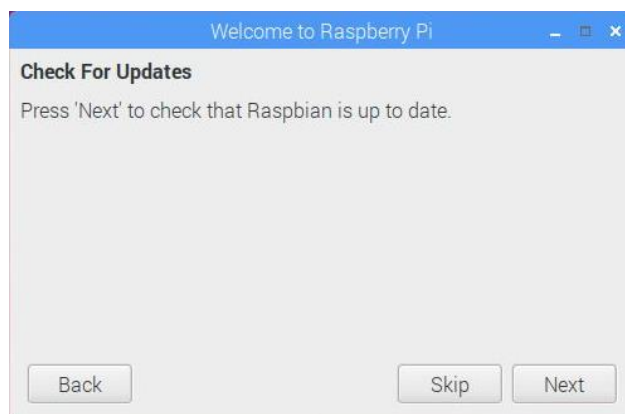 Welcome to Raspberry Pi
Check For Updates
Press 'Next' to check that Raspbian is up to date.
Back
Skip
Next